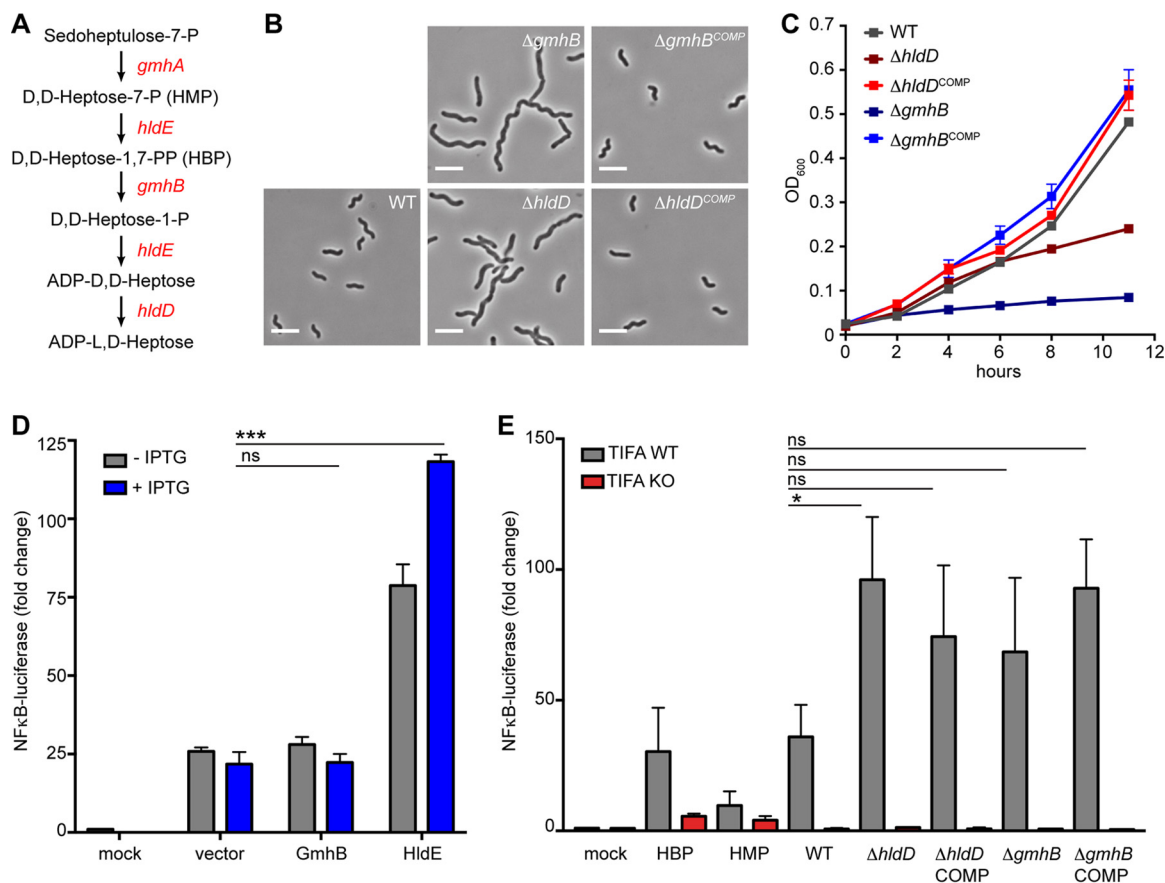 A
Sedoheptulose-7-P
gmhA
D,D-Heptose-7-P (HMP)
hldE
D,D-Heptose-1,7-PP (HBP)
gmhB
D,D-Heptose-1-P
hldE
ADP-D,D-Heptose
hldD
ADP-L,D-Heptose
B
ΔgmhB
ΔgmhBCOMP
WT
ΔhldD
ΔhldDCOMP
C
WT
ΔhldD
ΔhldDCOMP
ΔgmhB
ΔgmhBCOMP
OD600
0.7
0.6
0.5
0.4
0.3
0.2
0.1
0
0 2 4 6 8 10 12
hours
D
- IPTG
+ IPTG
***
ns
NFκB-luciferase (fold change)
125
100
75
50
25
0
mock vector GmhB HldE
E
TIFA WT
TIFA KO
ns
ns
ns
*
NFκB-luciferase (fold change)
150
100
50
0
mock HBP HMP WT ΔhldD ΔhldD ΔgmhB ΔgmhB
COMP COMP